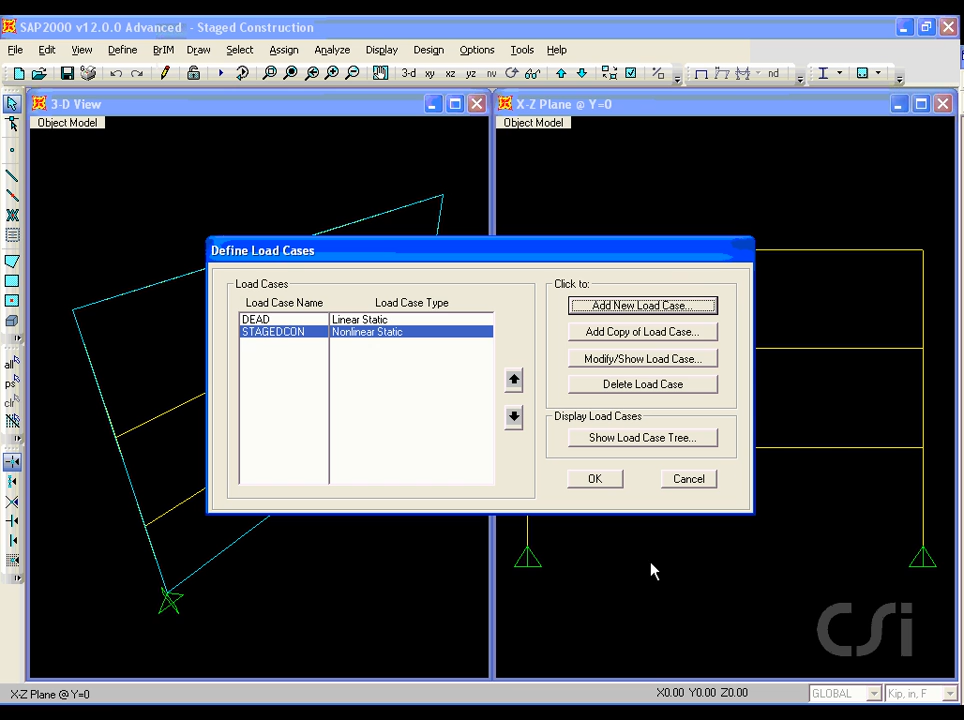 SAP2000 v12.0.0 Advanced - Staged Construction
File Edit View Define BrIM Draw Select Assign Analyze Display Design Options Tools Help
3-d xy xz yz nv nd
3-D View
X-Z Plane @ Y=0
Object Model
Object Model
Define Load Cases
Load Cases
Click to:
Load Case Name Load Case Type
DEAD Linear Static
STAGEDCON Nonlinear Static
Add New Load Case...
Add Copy of Load Case...
Modify/Show Load Case...
Delete Load Case
Display Load Cases
Show Load Case Tree...
OK Cancel
all
ps
clr
CSi
X-Z Plane @ Y=0
X0.00 Y0.00 Z0.00
GLOBAL
Kip, in, F